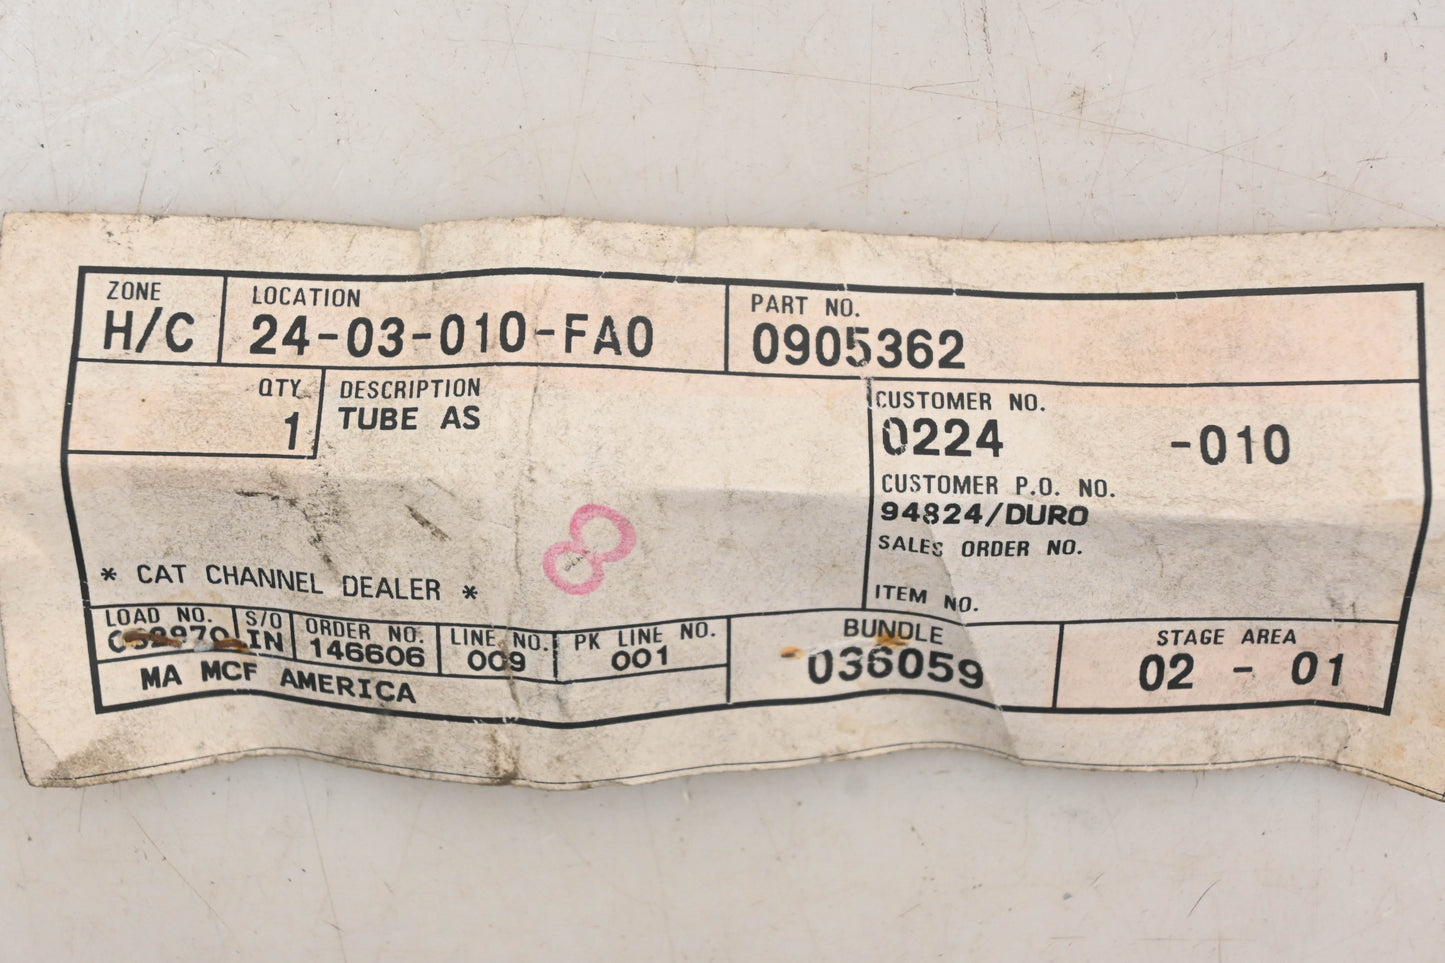 ZONE LOCATION PART NO.
H/C 24-03-010-FA0 0905362
QTY DESCRIPTION CUSTOMER NO.
1 TUBE AS 0224 -010
CUSTOMER P.O. NO.
94824/DURO
SALES ORDER NO.
8
* CAT CHANNEL DEALER * ITEM NO.
LOAD NO. S/O ORDER NO. LINE NO. PK LINE NO. BUNDLE STAGE AREA
IN 146606 009 001 036059 02 - 01
MA MCF AMERICA